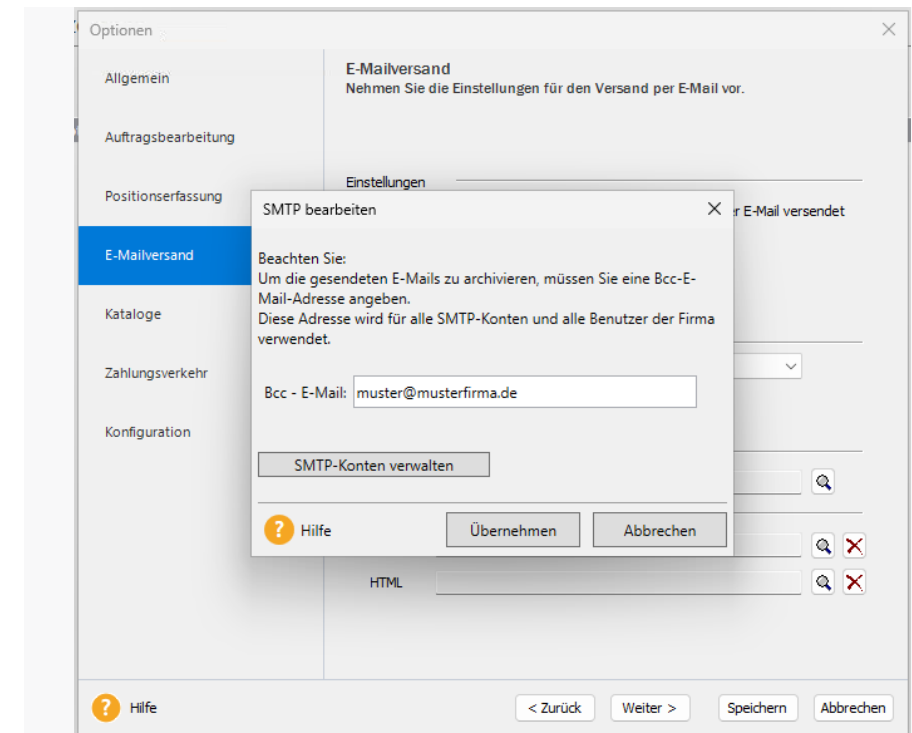 Optionen
Allgemein
Auftragsbearbeitung
Positionserfassung
E-Mailversand
Kataloge
Zahlungsverkehr
Konfiguration
E-Mailversand
Nehmen Sie die Einstellungen für den Versand per E-Mail vor.
Einstellungen
E-Mail versendet
SMTP bearbeiten
Beachten Sie:
Um die gesendeten E-Mails zu archivieren, müssen Sie eine Bcc-E-
Mail-Adresse angeben.
Diese Adresse wird für alle SMTP-Konten und alle Benutzer der Firma
verwendet.
Bcc - E-Mail: muster@musterfirma.de
SMTP-Konten verwalten
Hilfe
Übernehmen
Abbrechen
HTML
Hilfe
< Zurück
Weiter >
Speichern
Abbrechen